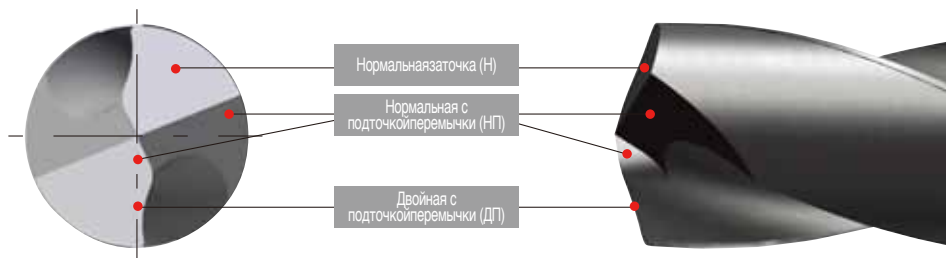 Нормальнаязаточка (Н)
Нормальная с
подточкойперемычки (НП)
Двойная с
подточкойперемычки (ДП)